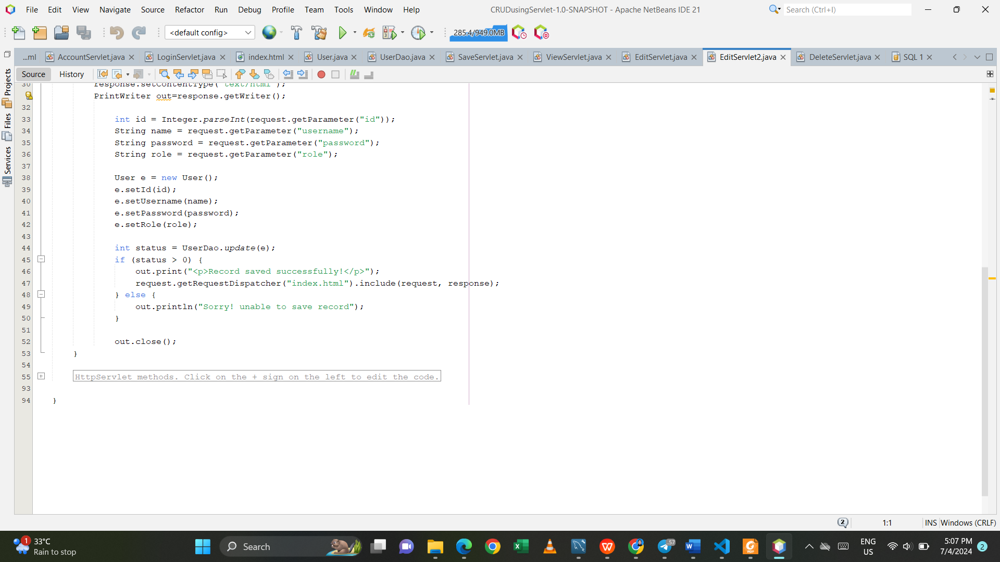 File Edit View Navigate Source Refactor Run Debug Profile Team Tools Window Help
CRUDusingServlet-1.0-SNAPSHOT - Apache NetBeans IDE 21
Search (Ctrl+I)
<default config>
285.4/949.0MB
...ml AccountServlet.java LoginServlet.java index.html User.java UserDao.java SaveServlet.java ViewServlet.java EditServlet.java EditServlet2.java DeleteServlet.java SQL 1
Source History
Projects
Files
Services
30 response.setContentType("text/html");
PrintWriter out=response.getWriter();
32
33 int id = Integer.parseInt(request.getParameter("id"));
34 String name = request.getParameter("username");
35 String password = request.getParameter("password");
36 String role = request.getParameter("role");
37
38 User e = new User();
39 e.setId(id);
40 e.setUsername(name);
41 e.setPassword(password);
42 e.setRole(role);
43
44 int status = UserDao.update(e);
45 if (status > 0) {
46 out.print("<p>Record saved successfully!</p>");
47 request.getRequestDispatcher("index.html").include(request, response);
48 } else {
49 out.println("Sorry! unable to save record");
50 }
51
52 out.close();
53 }
54
55 HttpServlet methods. Click on the + sign on the left to edit the code.
93
94 }
2 1:1 INS Windows (CRLF)
1
33°C
Rain to stop
Search
57
ENG
US
5:07 PM
7/4/2024
2